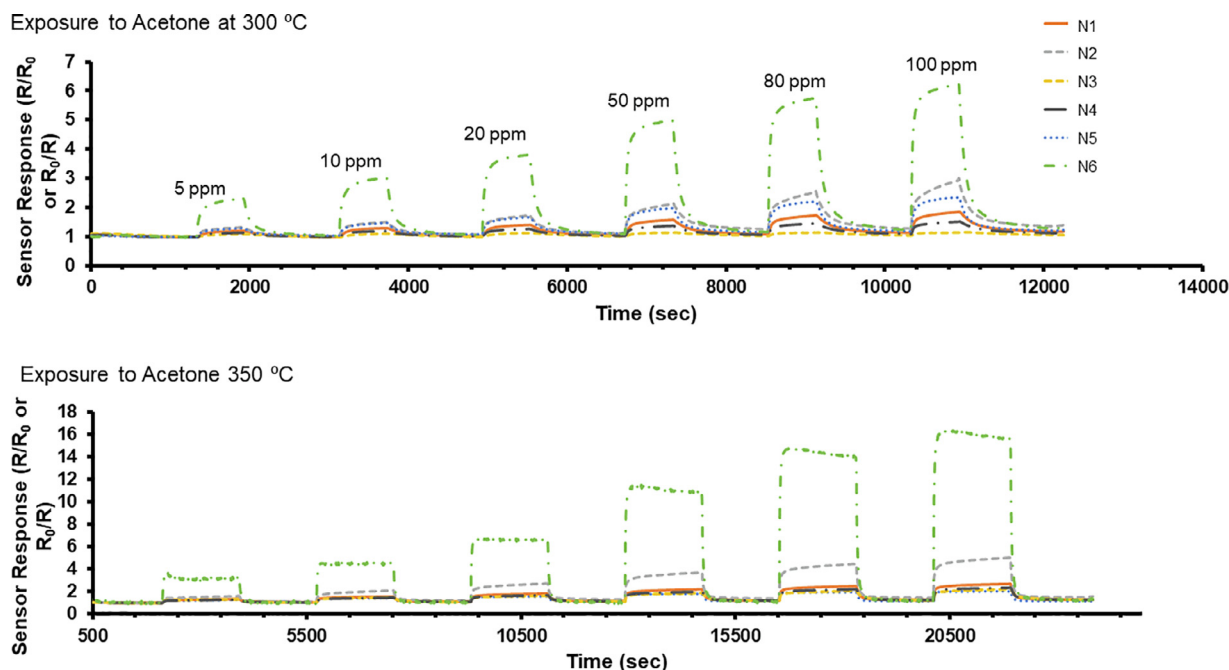 Exposure to Acetone at 300 ºC
N1
N2
N3
N4
N5
N6
Sensor Response (R/R0
or R0/R)
7
6
5
4
3
2
1
0
5 ppm
10 ppm
20 ppm
50 ppm
80 ppm
100 ppm
0 2000 4000 6000 8000 10000 12000 14000
Time (sec)
Exposure to Acetone 350 ºC
Sensor Response (R/R0 or
R0/R)
18
16
14
12
10
8
6
4
2
0
500 5500 10500 15500 20500
Time (sec)